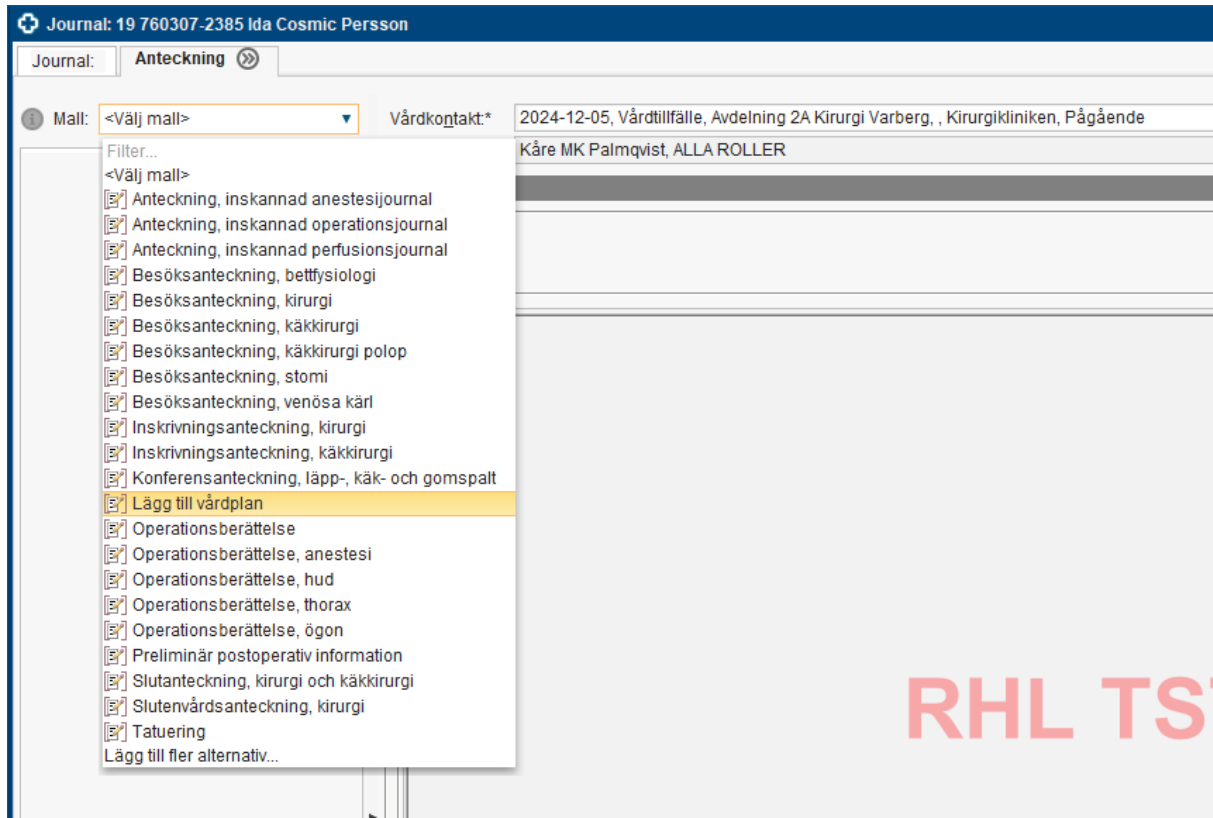 Journal: 19 760307-2385 Ida Cosmic Persson
Journal:
Anteckning
Mall: <Välj mall> Vårdkontakt:* 2024-12-05, Vårdtillfälle, Avdelning 2A Kirurgi Varberg, , Kirurgikliniken, Pågående
Kåre MK Palmqvist, ALLA ROLLER
Filter...
<Välj mall>
Anteckning, inskannad anestesijournal
Anteckning, inskannad operationsjournal
Anteckning, inskannad perfusionsjournal
Besöksanteckning, bettfysiologi
Besöksanteckning, kirurgi
Besöksanteckning, käkkirurgi
Besöksanteckning, käkkirurgi polop
Besöksanteckning, stomi
Besöksanteckning, venösa kärl
Inskrivningsanteckning, kirurgi
Inskrivningsanteckning, käkkirurgi
Konferensanteckning, läpp-, käk- och gomspalt
Lägg till vårdplan
Operationsberättelse
Operationsberättelse, anestesi
Operationsberättelse, hud
Operationsberättelse, thorax
Operationsberättelse, ögon
Preliminär postoperativ information
Slutanteckning, kirurgi och käkkirurgi
Slutenvårdsanteckning, kirurgi
Tatuering
Lägg till fler alternativ...
RHL TST